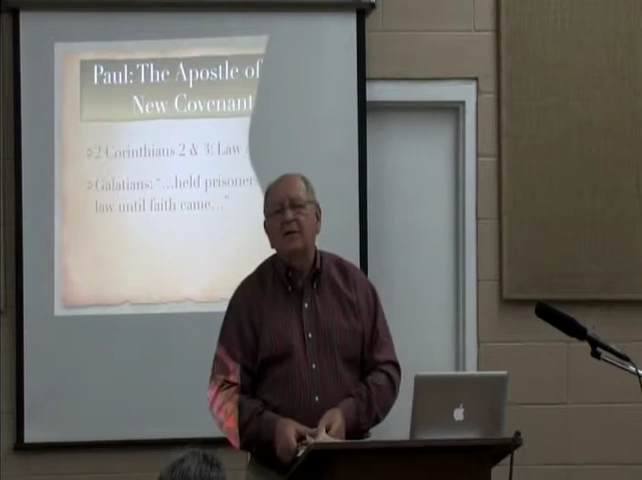 Paul: The Apostle of
New Covenant
2 Corinthians 2 & 3: Law
Galatians: “...held prisoner
law until faith came...”